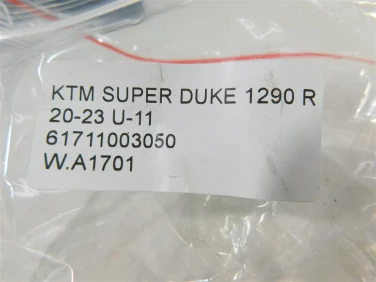 KTM SUPER DUKE 1290 R
20-23 U-11
61711003050
W.A1701